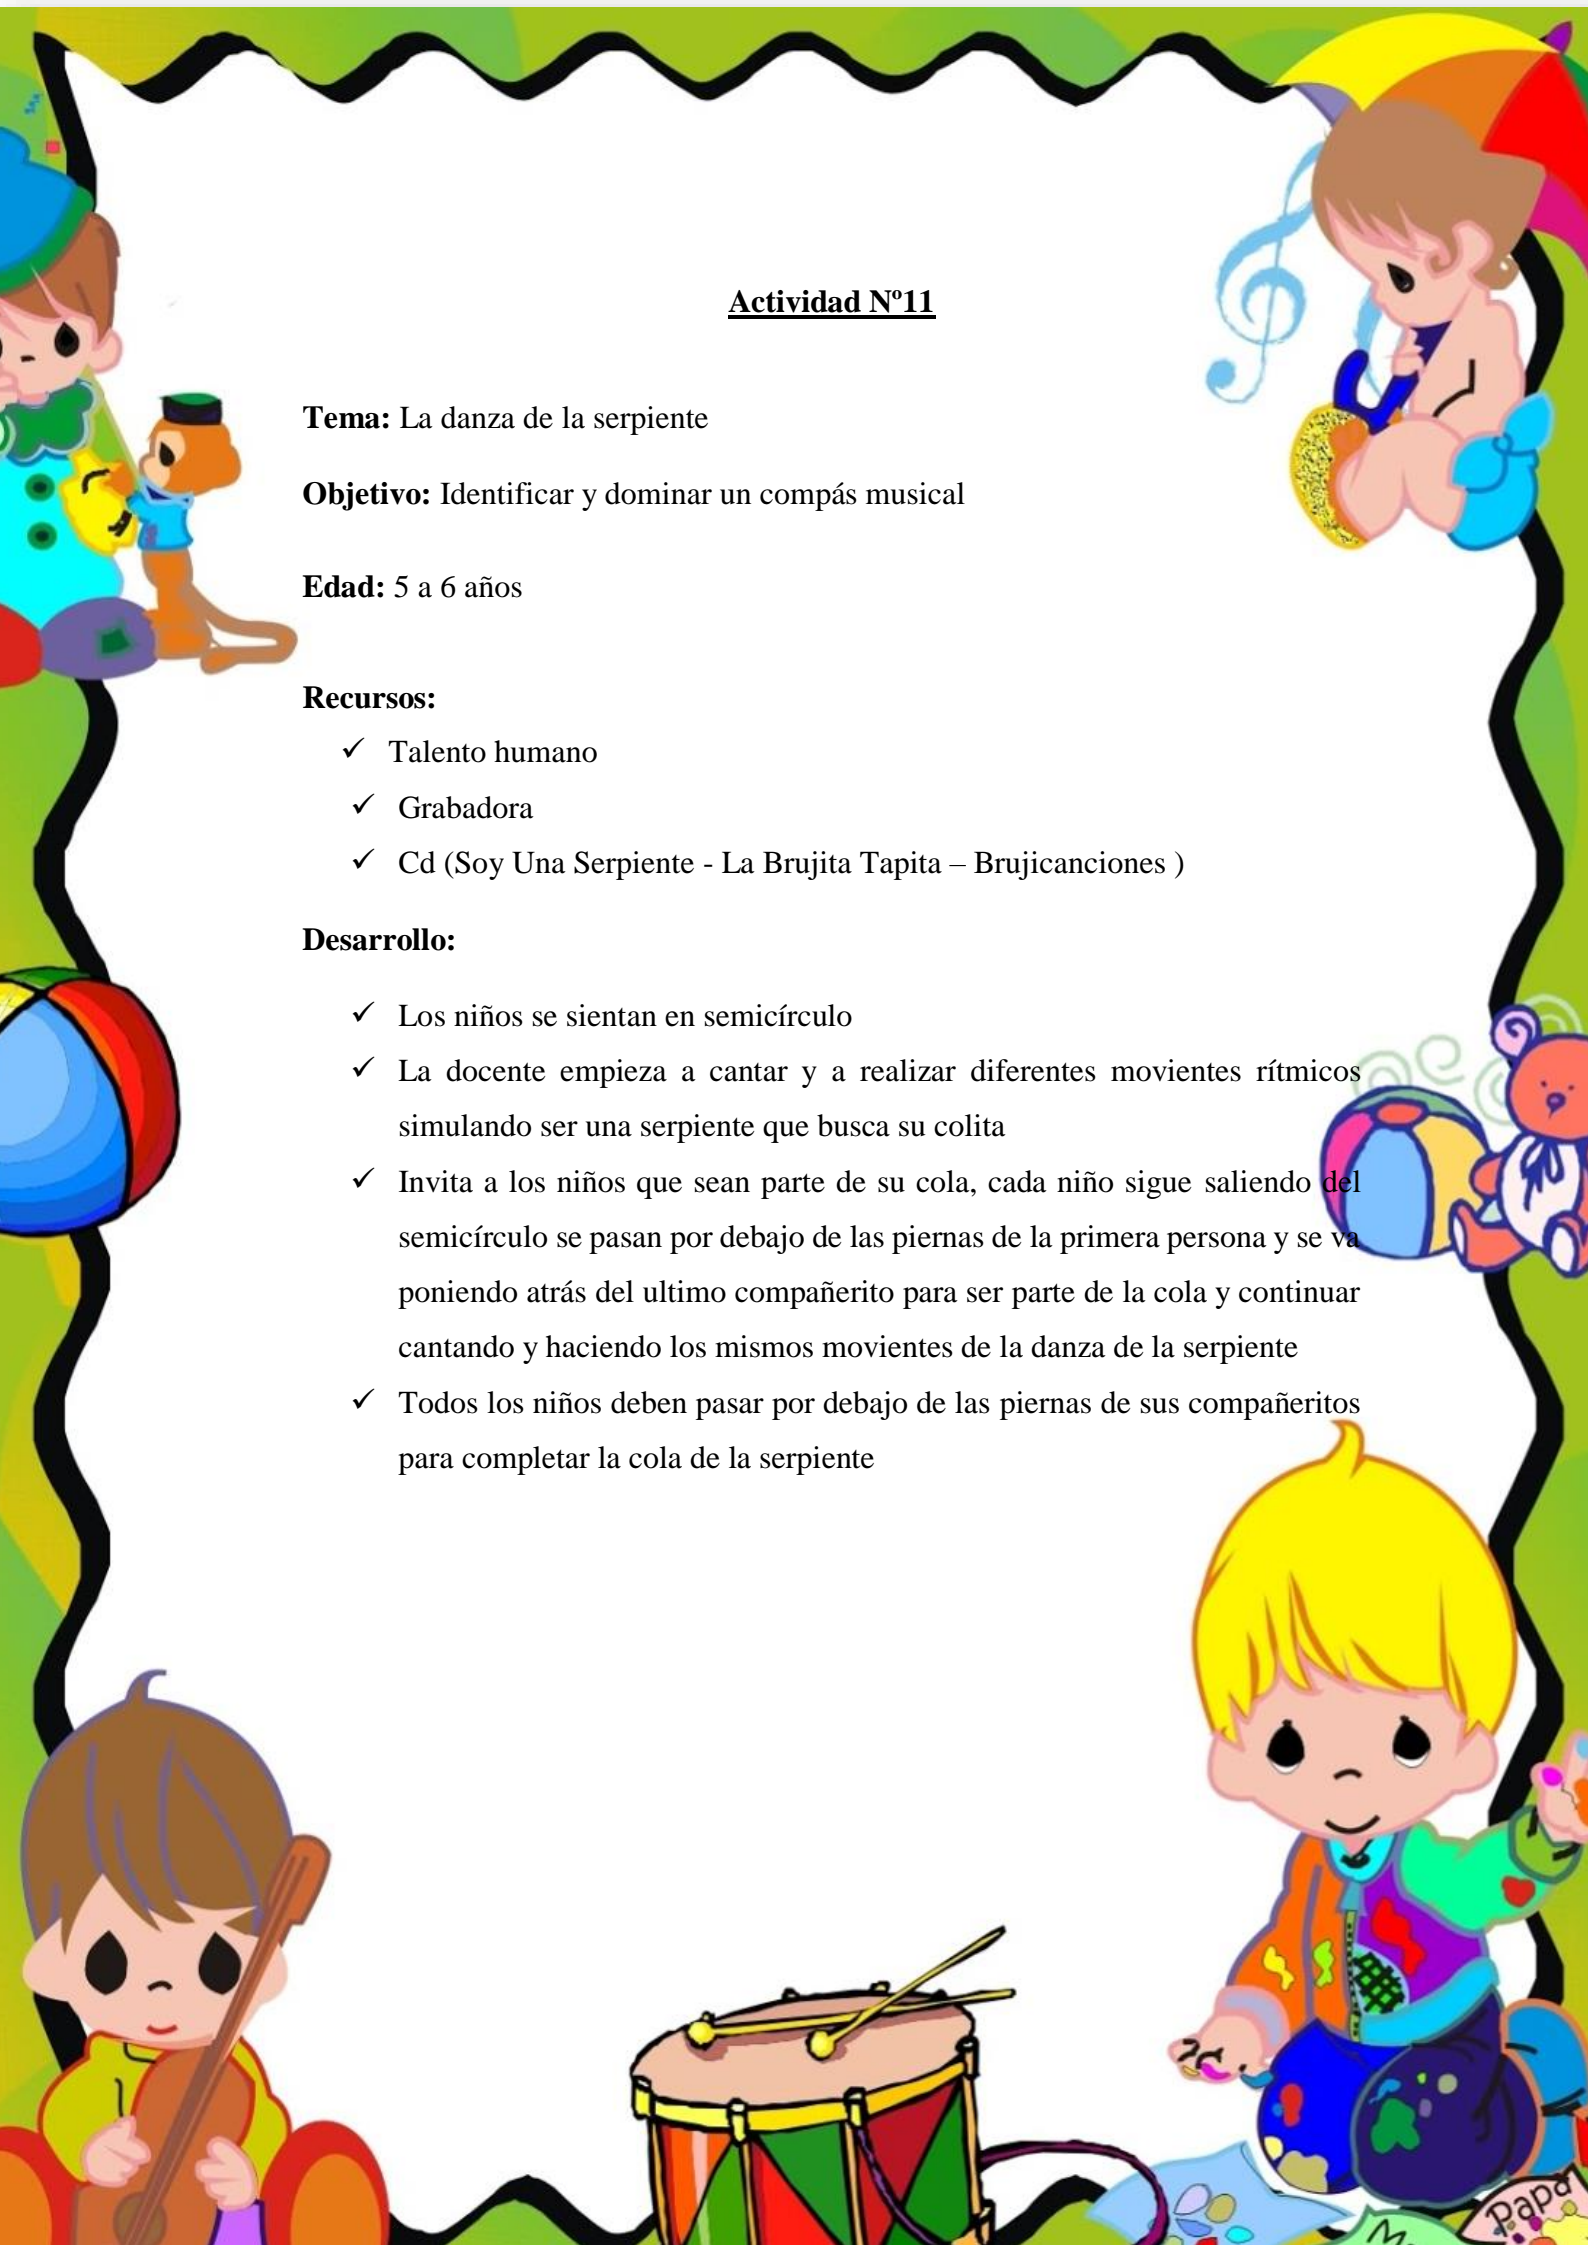 Actividad Nº11
Tema: La danza de la serpiente
Objetivo: Identificar y dominar un compás musical
Edad: 5 a 6 años
Recursos:
✓ Talento humano
✓ Grabadora
✓ Cd (Soy Una Serpiente - La Brujita Tapita – Brujicanciones )
Desarrollo:
✓ Los niños se sientan en semicírculo
✓ La docente empieza a cantar y a realizar diferentes movientes rítmicos
simulando ser una serpiente que busca su colita
✓ Invita a los niños que sean parte de su cola, cada niño sigue saliendo del
semicírculo se pasan por debajo de las piernas de la primera persona y se va
poniendo atrás del ultimo compañerito para ser parte de la cola y continuar
cantando y haciendo los mismos movientes de la danza de la serpiente
✓ Todos los niños deben pasar por debajo de las piernas de sus compañeritos
para completar la cola de la serpiente
Papa